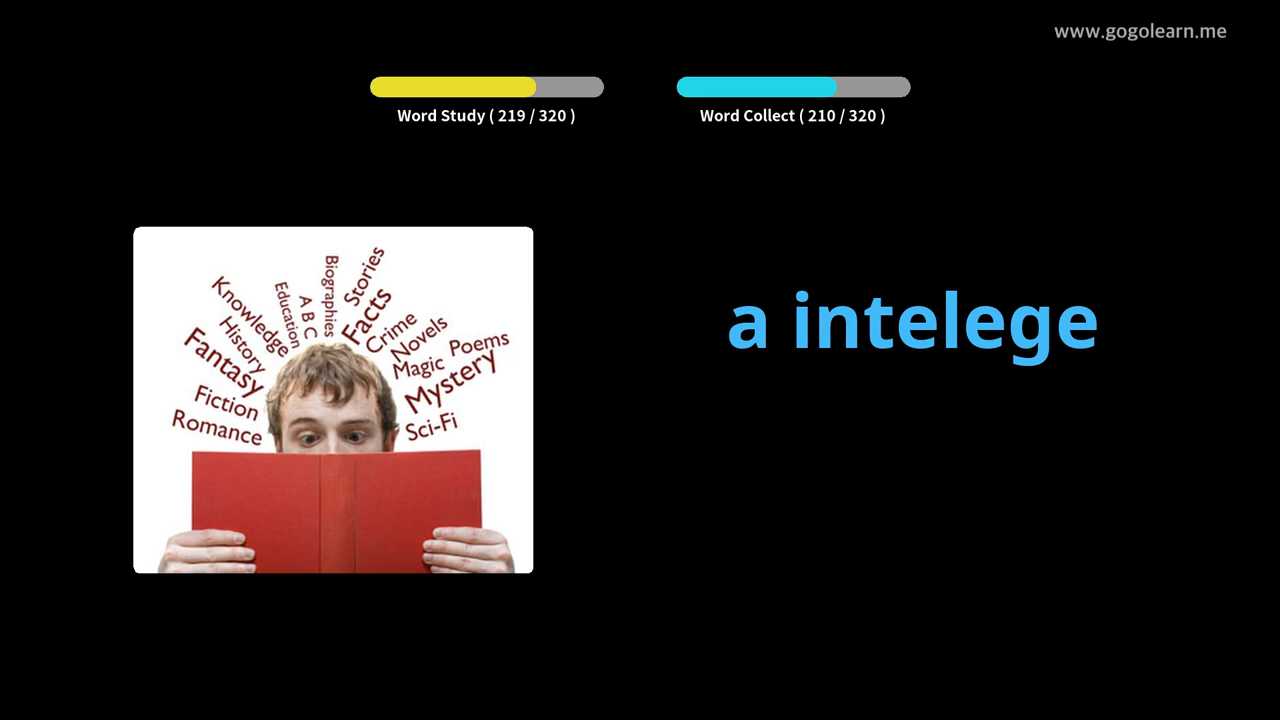 www.gogolearn.me
Word Study ( 219 / 320 )
Word Collect ( 210 / 320 )
a intelege
Knowledge
History
Fantasy
Fiction
Romance
Education
A B C
Biographies
Stories
Facts
Crime
Novels
Magic
Poems
Mystery
Sci-Fi